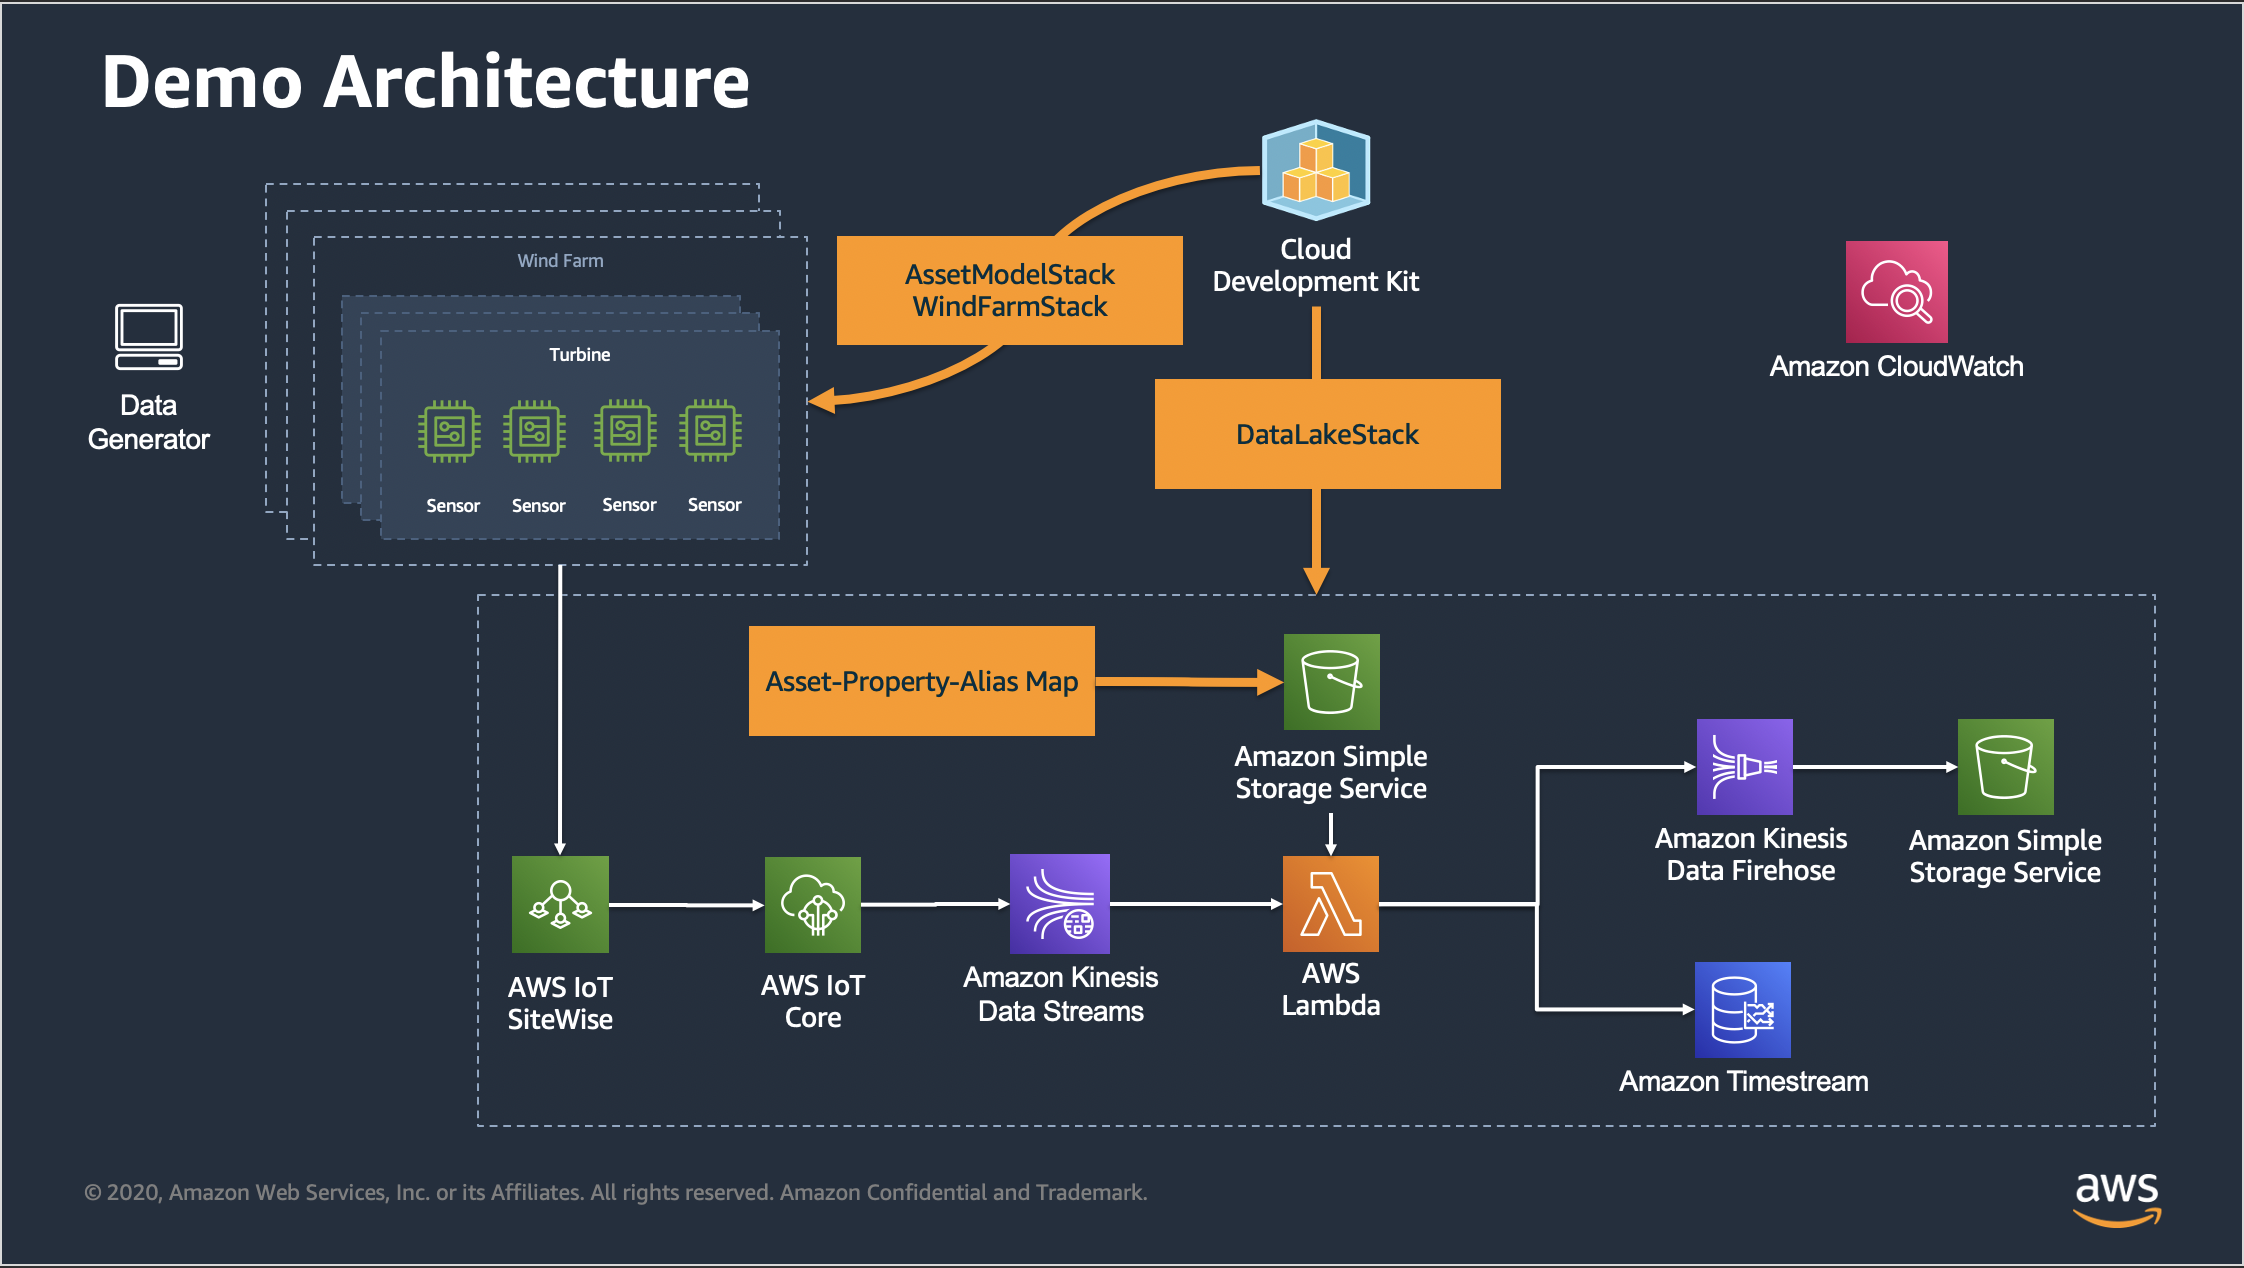 Demo Architecture
Wind Farm
Turbine
Sensor
Sensor
Sensor
Sensor
Data
Generator
AssetModelStack
WindFarmStack
Cloud
Development Kit
DataLakeStack
Amazon CloudWatch
Asset-Property-Alias Map
Amazon Simple
Storage Service
Amazon Kinesis
Data Firehose
Amazon Simple
Storage Service
AWS IoT
SiteWise
AWS IoT
Core
Amazon Kinesis
Data Streams
AWS
Lambda
Amazon Timestream
© 2020, Amazon Web Services, Inc. or its Affiliates. All rights reserved. Amazon Confidential and Trademark.
aws